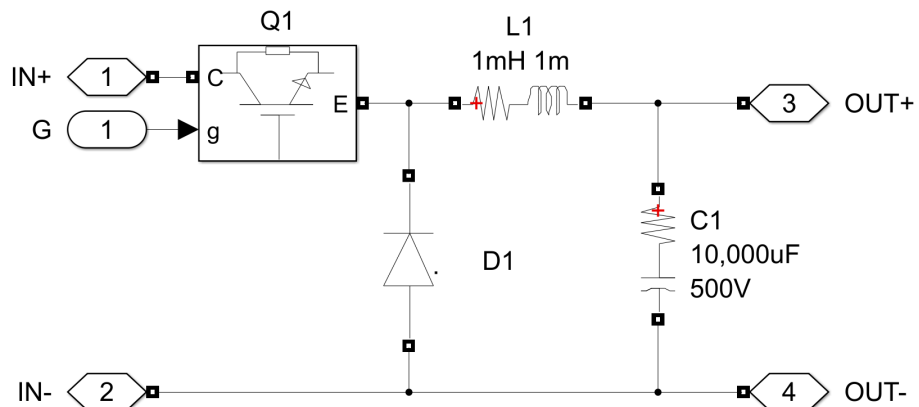 Q1
L1
1mH 1m
IN+
1
C
E
3
OUT+
G
1
g
C1
10,000uF
500V
D1
IN-
2
4
OUT-